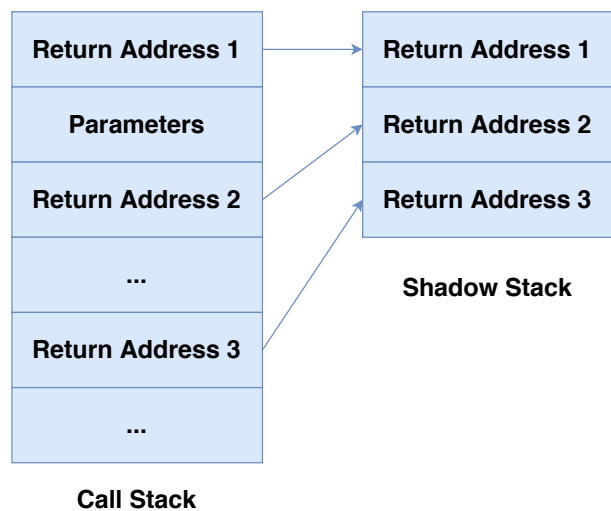 Return Address 1
Parameters
Return Address 2
...
Return Address 3
...
Call Stack
Return Address 1
Return Address 2
Return Address 3
Shadow Stack